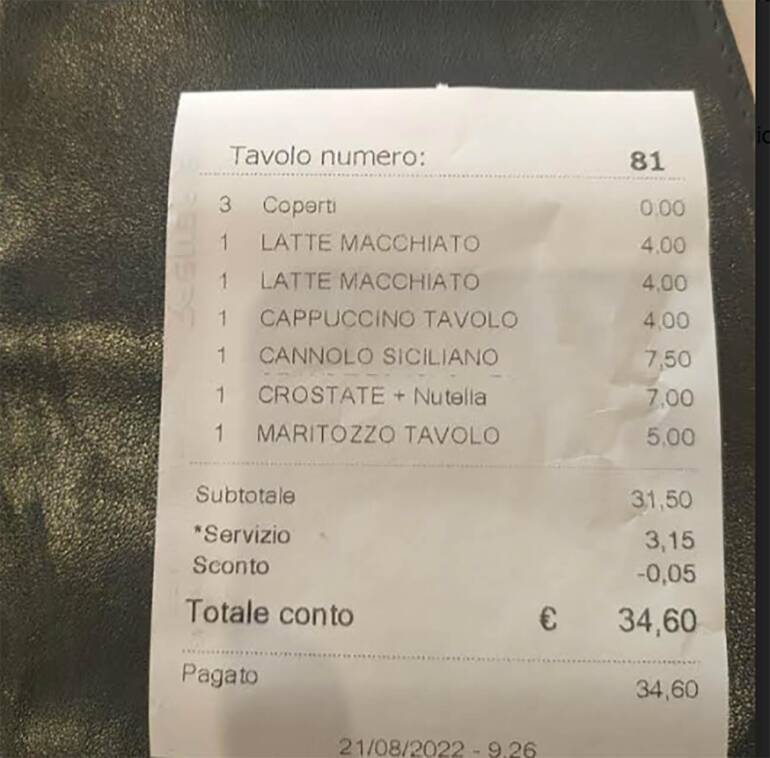 Tavolo numero: 81
3 Coperti 0.00
1 LATTE MACCHIATO 4.00
1 LATTE MACCHIATO 4,00
1 CAPPUCCINO TAVOLO 4,00
1 CANNOLO SICILIANO 7,50
1 CROSTATE + Nutella 7,00
1 MARITOZZO TAVOLO 5,00
Subtotale 31,50
*Servizio 3,15
Sconto -0,05
Totale conto € 34,60
Pagato 34,60
21/08/2022 - 9.26